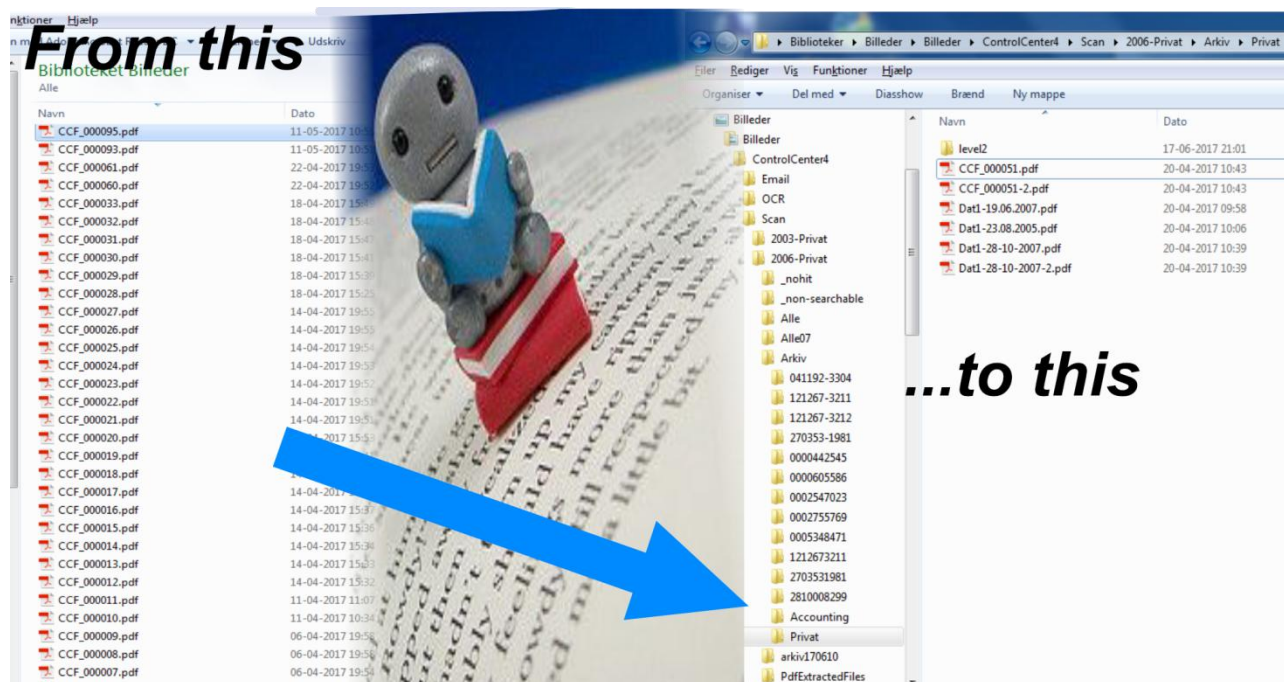 From this
...to this
nktioner Hjælp
Udskriv
Biblioteket Billeder
Alle
Navn Dato
CCF_000095.pdf 11-05-2017
CCF_000093.pdf 11-05-2017
CCF_000061.pdf 22-04-2017
CCF_000060.pdf 22-04-2017
CCF_000033.pdf 18-04-2017
CCF_000032.pdf 18-04-2017
CCF_000031.pdf 18-04-2017
CCF_000030.pdf 18-04-2017
CCF_000029.pdf 18-04-2017
CCF_000028.pdf 18-04-2017
CCF_000027.pdf 14-04-2017
CCF_000026.pdf 14-04-2017
CCF_000025.pdf 14-04-2017
CCF_000024.pdf 14-04-2017
CCF_000023.pdf 14-04-2017
CCF_000022.pdf 14-04-2017
CCF_000021.pdf 14-04-2017
CCF_000020.pdf
CCF_000019.pdf
CCF_000018.pdf
CCF_000017.pdf 14-04-2017
CCF_000016.pdf 14-04-2017
CCF_000015.pdf 14-04-2017
CCF_000014.pdf 14-04-2017
CCF_000013.pdf 14-04-2017
CCF_000012.pdf 14-04-2017
CCF_000011.pdf 11-04-2017 11:07
CCF_000010.pdf 11-04-2017 10:34
CCF_000009.pdf 06-04-2017
CCF_000008.pdf 06-04-2017
CCF_000007.pdf 06-04-2017
Biblioteker Billeder Billeder ControlCenter4 Scan 2006-Privat Arkiv Privat
Filer Rediger Vis Funktioner Hjælp
Organiser Del med Diasshow Brænd Ny mappe
Billeder
Billeder
ControlCenter4
Email
OCR
Scan
2003-Privat
2006-Privat
_nohit
_non-searchable
Alle
Alle07
Arkiv
041192-3304
121267-3211
121267-3212
270353-1981
0000442545
0000605586
0002547023
0002755769
0005348471
1212673211
2703531981
2810008299
Accounting
Privat
arkiv170610
PdfExtractedFiles
Navn Dato
level2 17-06-2017 21:01
CCF_000051.pdf 20-04-2017 10:43
CCF_000051-2.pdf 20-04-2017 10:43
Dat1-19.06.2007.pdf 20-04-2017 09:58
Dat1-23.08.2005.pdf 20-04-2017 10:06
Dat1-28-10-2007.pdf 20-04-2017 10:39
Dat1-28-10-2007-2.pdf 20-04-2017 10:39